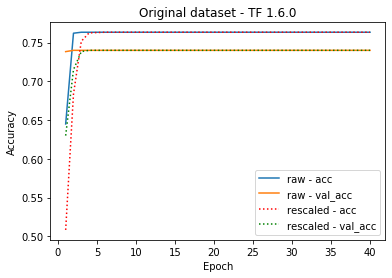 Original dataset - TF 1.6.0
Accuracy
0.75
0.70
0.65
0.60
0.55
0.50
raw - acc
raw - val_acc
rescaled - acc
rescaled - val_acc
0 5 10 15 20 25 30 35 40
Epoch